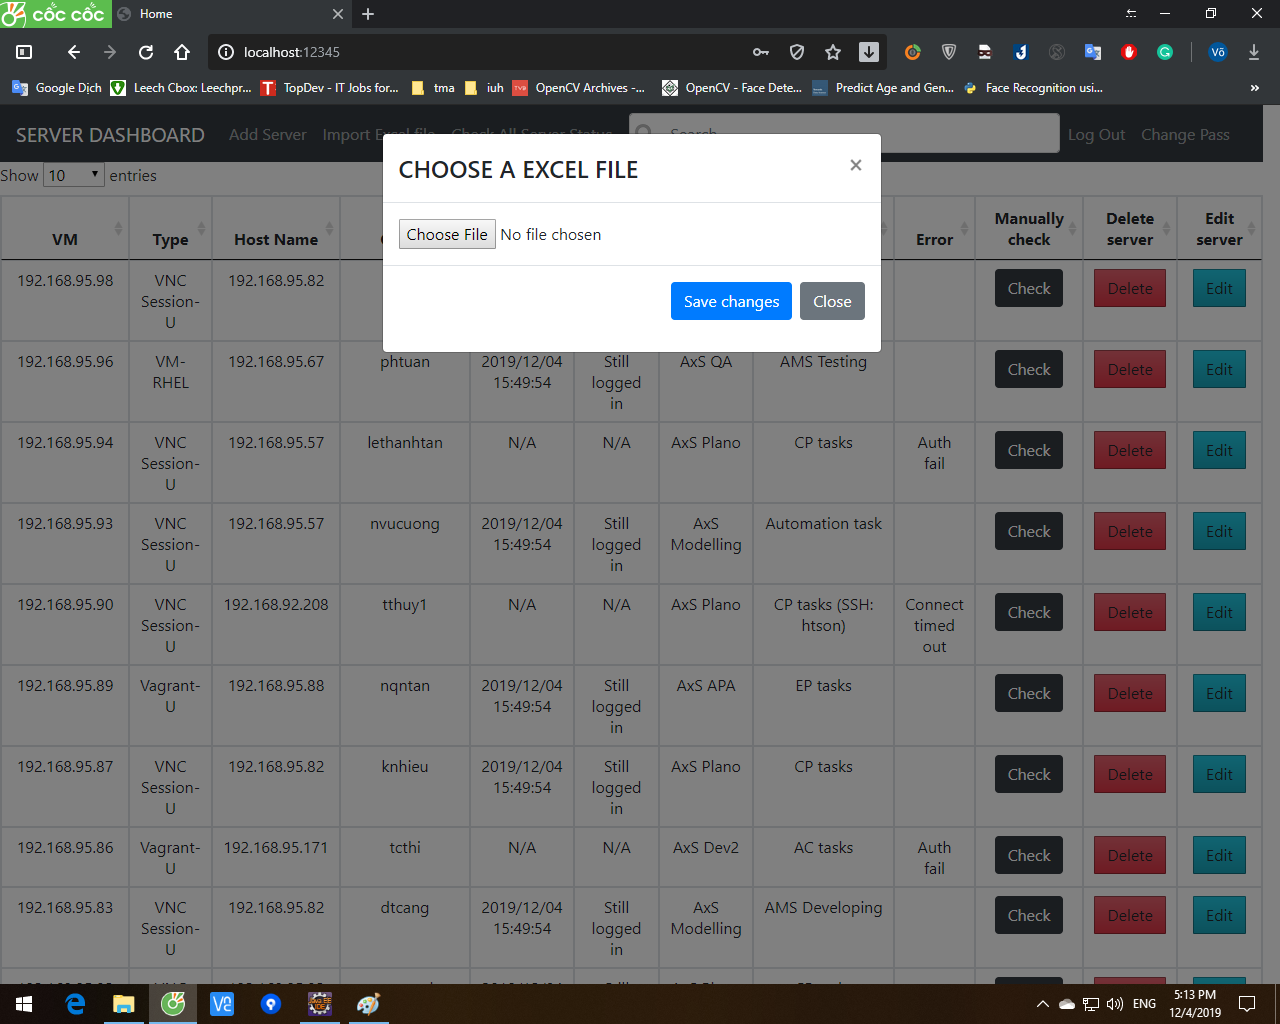 cốc cốc
Home
localhost:12345
Võ
Google Dịch
Leech Cbox: Leechpr...
TopDev - IT Jobs for...
tma
iuh
OpenCV Archives -...
OpenCV - Face Dete...
Predict Age and Gen...
Face Recognition usi...
SERVER DASHBOARD Add Server Import Excel file Check All Server Status Search Log Out Change Pass
CHOOSE A EXCEL FILE ×
Choose File No file chosen
Save changes Close
Show 10 entries
VM Type Host Name Error Manually check Delete server Edit server
192.168.95.98 VNC Session-U 192.168.95.82 Check Delete Edit
192.168.95.96 VM-RHEL 192.168.95.67 phtuan 2019/12/04 15:49:54 Still logged in AxS QA AMS Testing Check Delete Edit
192.168.95.94 VNC Session-U 192.168.95.57 lethanhtan N/A N/A AxS Plano CP tasks Auth fail Check Delete Edit
192.168.95.93 VNC Session-U 192.168.95.57 nvucuong 2019/12/04 15:49:54 Still logged in AxS Modelling Automation task Check Delete Edit
192.168.95.90 VNC Session-U 192.168.92.208 tthuy1 N/A N/A AxS Plano CP tasks (SSH: htson) Connect timed out Check Delete Edit
192.168.95.89 Vagrant-U 192.168.95.88 nqntan 2019/12/04 15:49:54 Still logged in AxS APA EP tasks Check Delete Edit
192.168.95.87 VNC Session-U 192.168.95.82 knhieu 2019/12/04 15:49:54 Still logged in AxS Plano CP tasks Check Delete Edit
192.168.95.86 Vagrant-U 192.168.95.171 tcthi N/A N/A AxS Dev2 AC tasks Auth fail Check Delete Edit
192.168.95.83 VNC Session-U 192.168.95.82 dtcang 2019/12/04 15:49:54 Still logged in AxS Modelling AMS Developing Check Delete Edit
ENG
5:13 PM
12/4/2019